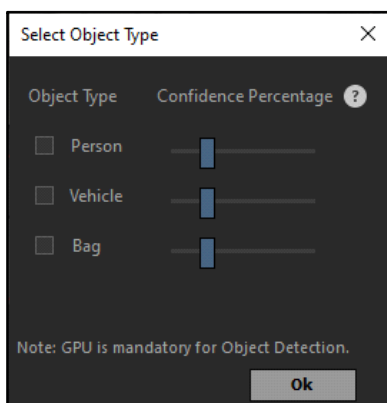 Select Object Type
Object Type Confidence Percentage ?
Person
Vehicle
Bag
Note: GPU is mandatory for Object Detection.
Ok